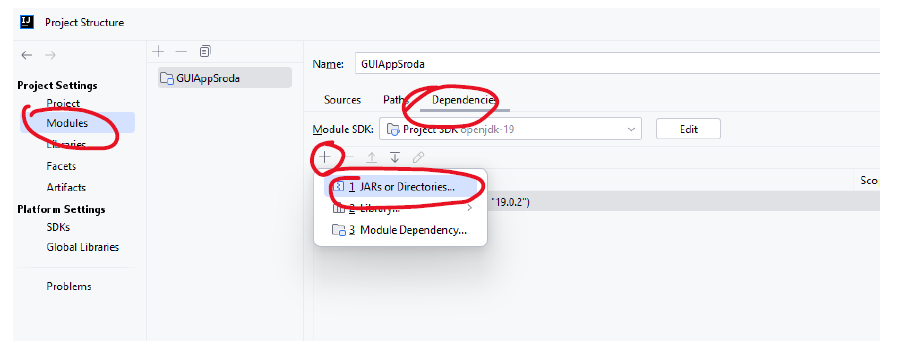 IJ Project Structure
Name: GUIAppSroda
Project Settings
Project
Modules
Libraries
Facets
Artifacts
Platform Settings
SDKs
Global Libraries
Problems
GUIAppSroda
Sources Paths Dependencies
Module SDK: Project SDK openjdk-19 Edit
Scop
1 JARs or Directories...
2 Library...
3 Module Dependency...
"19.0.2")